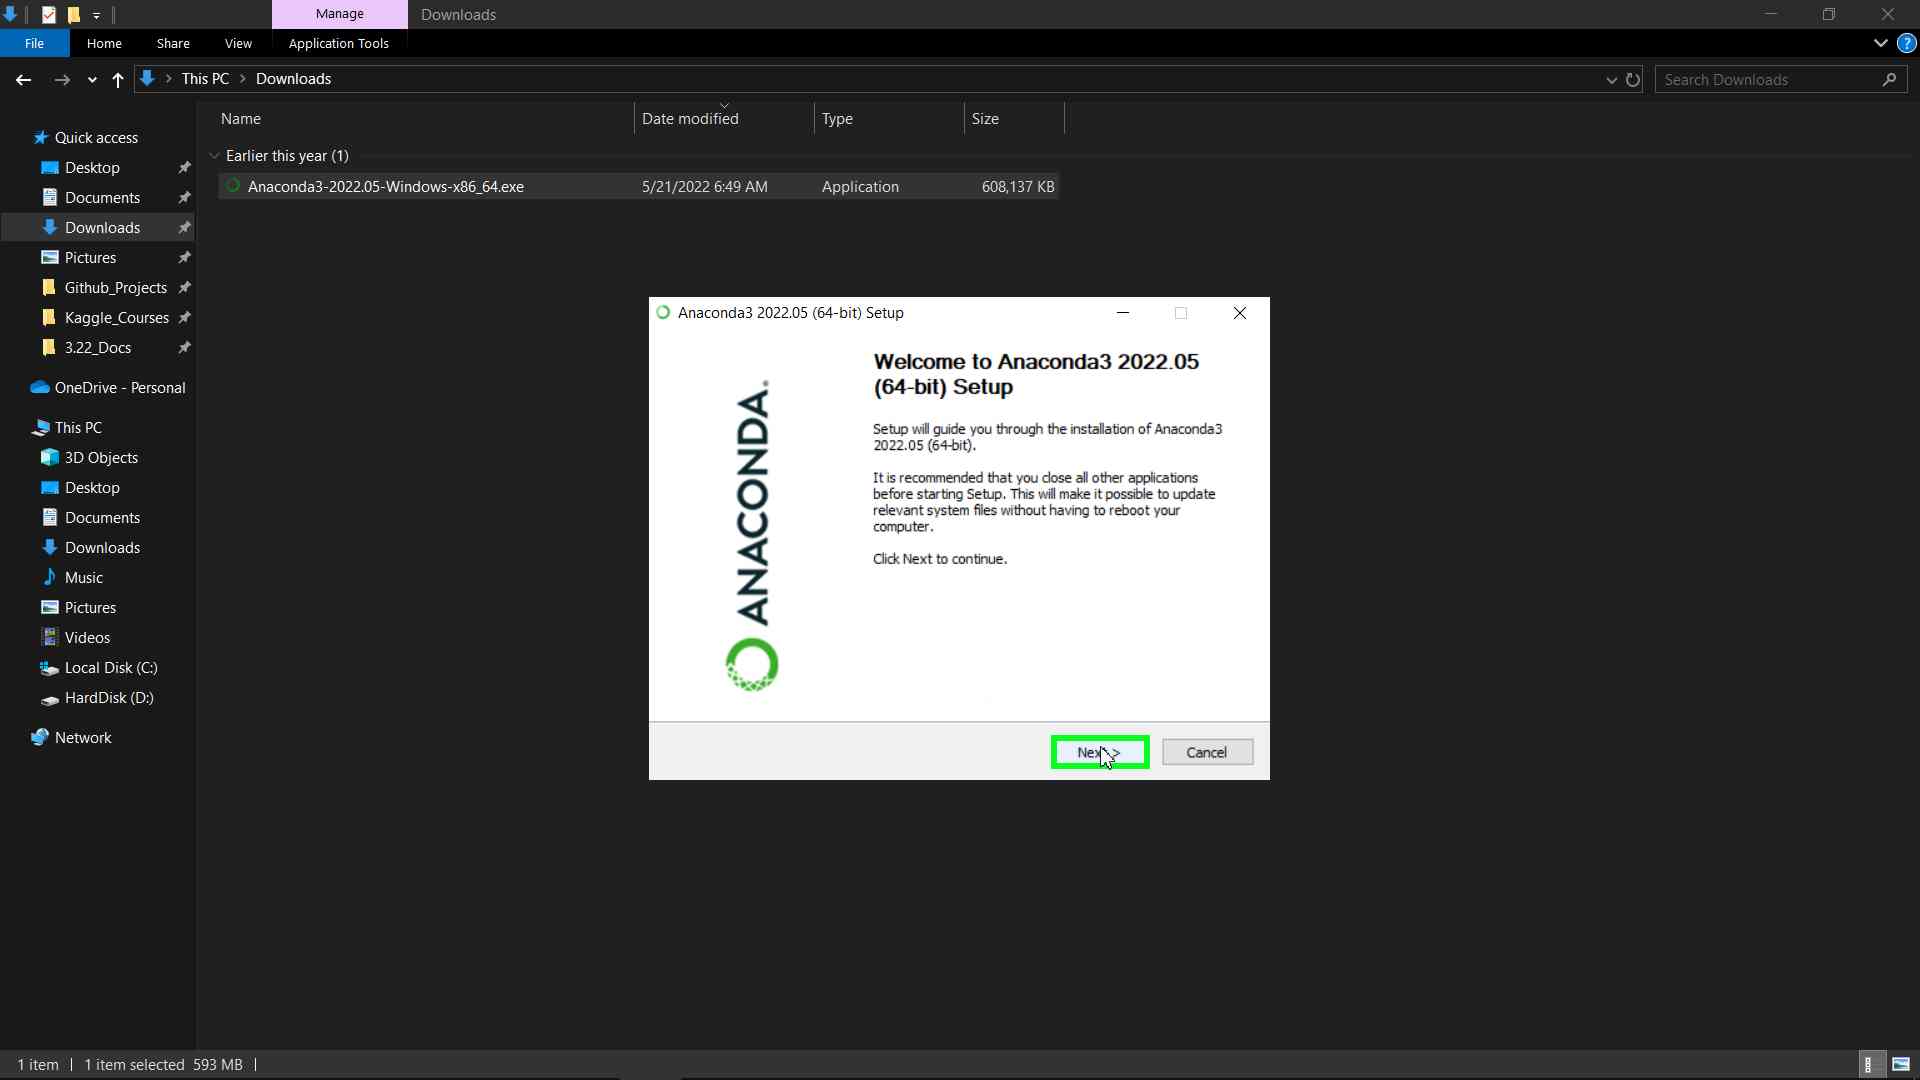 Manage
Downloads
File
Home
Share
View
Application Tools
?
This PC
Downloads
Search Downloads
Name
Date modified
Type
Size
Quick access
Desktop
Documents
Downloads
Pictures
Github_Projects
Kaggle_Courses
3.22_Docs
OneDrive - Personal
This PC
3D Objects
Desktop
Documents
Downloads
Music
Pictures
Videos
Local Disk (C:)
HardDisk (D:)
Network
Earlier this year (1)
Anaconda3-2022.05-Windows-x86_64.exe 5/21/2022 6:49 AM Application 608,137 KB
Anaconda3 2022.05 (64-bit) Setup
ANACONDA.
Welcome to Anaconda3 2022.05
(64-bit) Setup
Setup will guide you through the installation of Anaconda3
2022.05 (64-bit).
It is recommended that you close all other applications
before starting Setup. This will make it possible to update
relevant system files without having to reboot your
computer.
Click Next to continue.
Next >
Cancel
1 item
1 item selected 593 MB